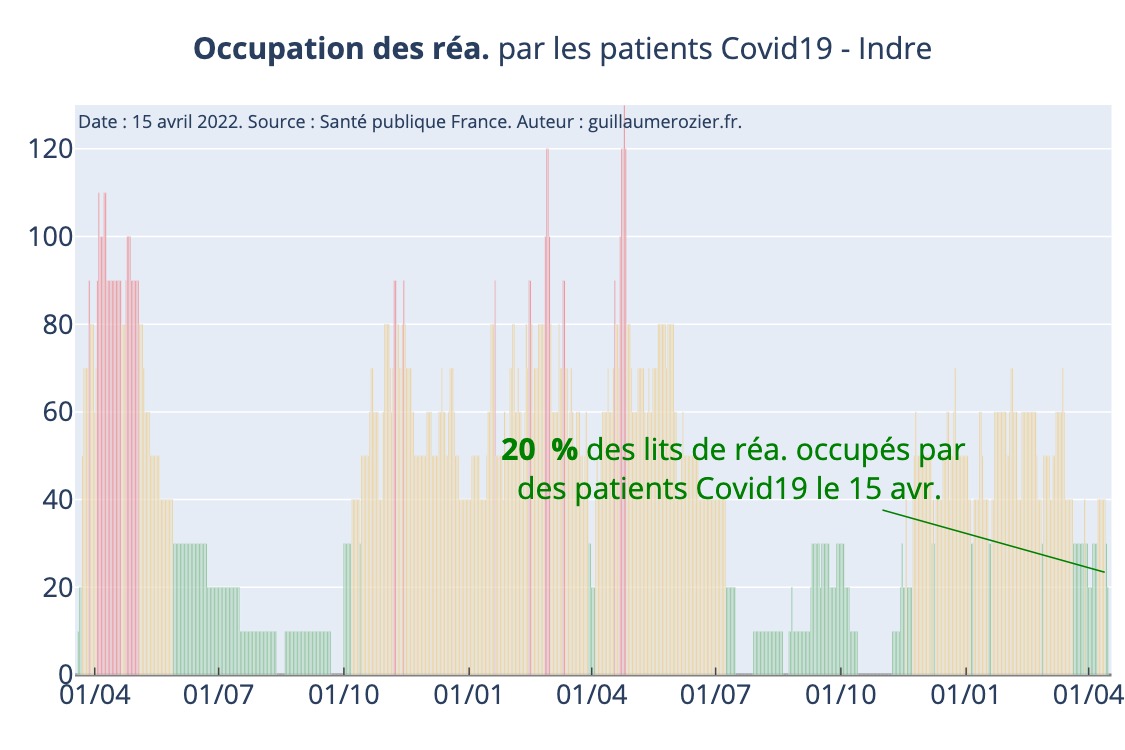 Occupation des réa. par les patients Covid19 - Indre
Date : 15 avril 2022. Source : Santé publique France. Auteur : guillaumerozier.fr.
120
100
80
60
40
20
0
20 % des lits de réa. occupés par
des patients Covid19 le 15 avr.
01/04 01/07 01/10 01/01 01/04 01/07 01/10 01/01 01/04